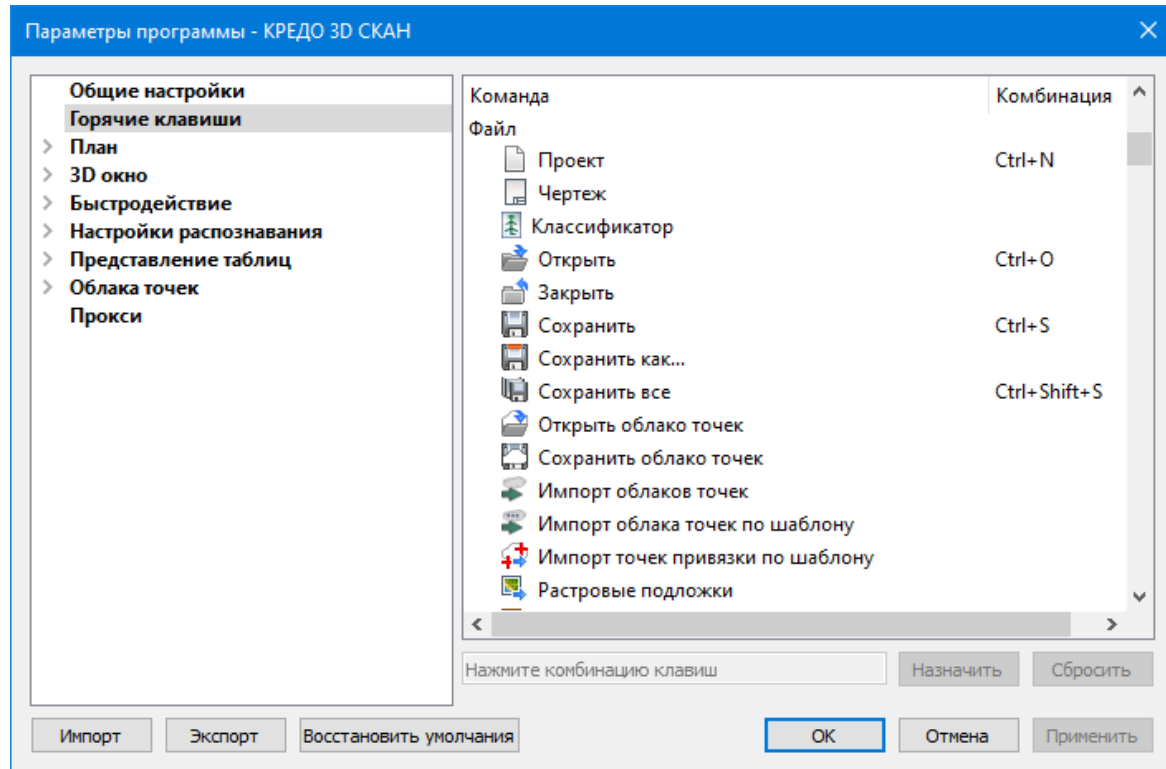 Параметры программы - КРЕДО 3D СКАН
Общие настройки
Горячие клавиши
План
3D окно
Быстродействие
Настройки распознавания
Представление таблиц
Облака точек
Прокси
Команда Комбинация
Файл
Проект Ctrl+N
Чертеж
Классификатор
Открыть Ctrl+O
Закрыть
Сохранить Ctrl+S
Сохранить как...
Сохранить все Ctrl+Shift+S
Открыть облако точек
Сохранить облако точек
Импорт облаков точек
Импорт облака точек по шаблону
Импорт точек привязки по шаблону
Растровые подложки
Нажмите комбинацию клавиш Назначить Сбросить
Импорт Экспорт Восстановить умолчания ОК Отмена Применить